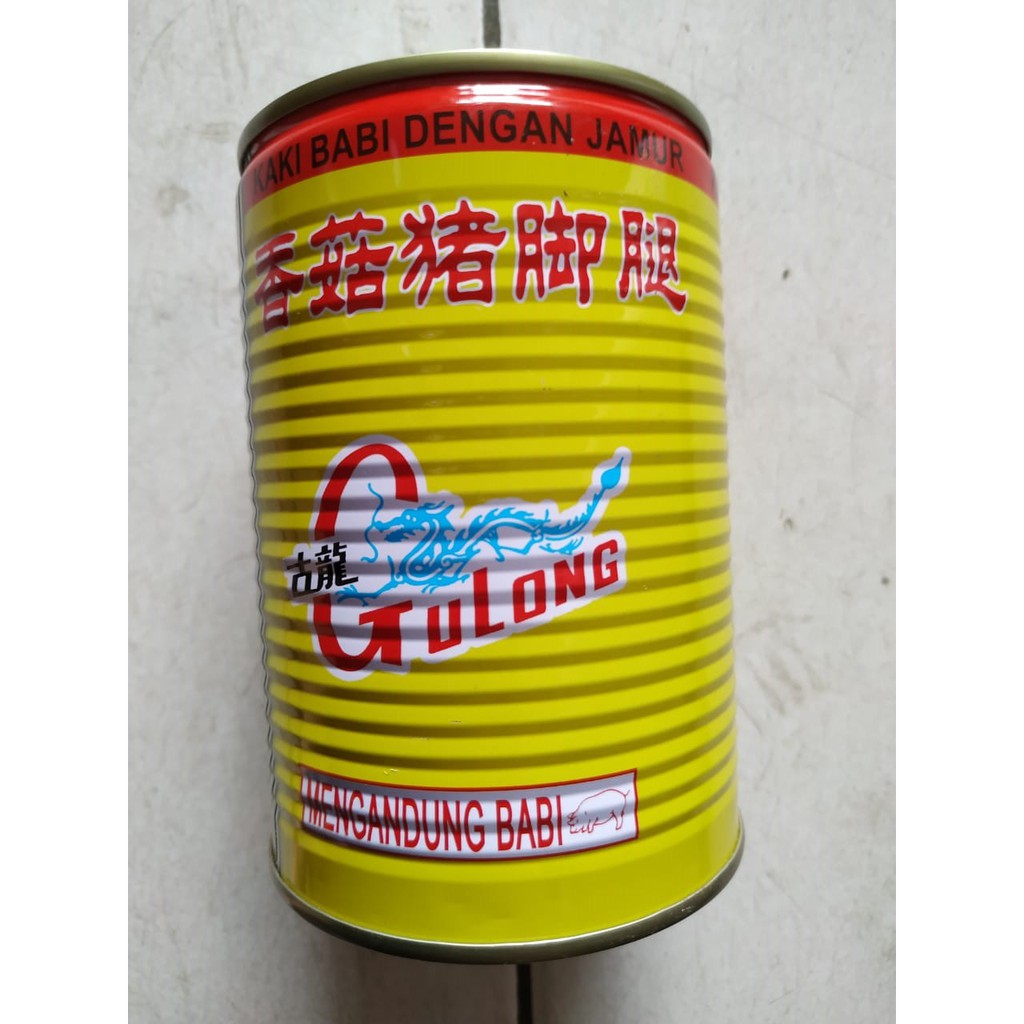 KAKI BABI DENGAN JAMUR
香菇猪脚腿
古龍
GULONG
MENGANDUNG BABI